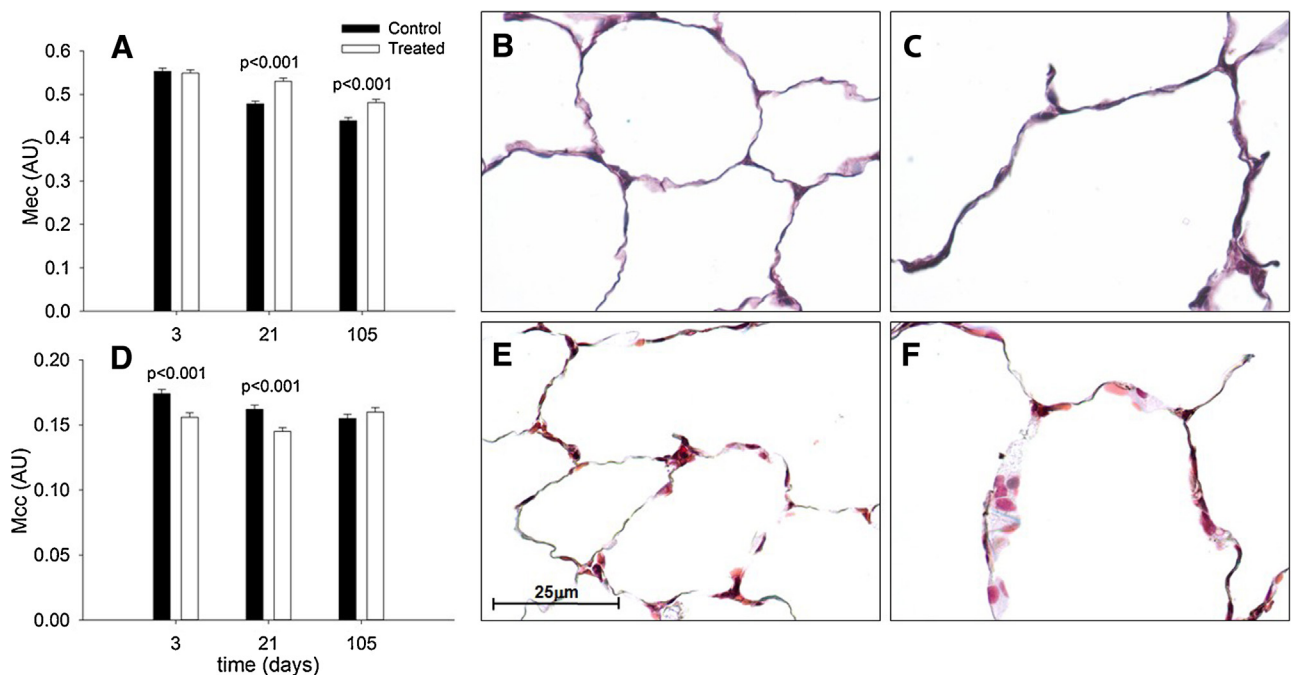 A
Control
Treated
0.6
0.5
0.4
0.3
0.2
0.1
0.0
Mec (AU)
p<0.001
p<0.001
3
21
105
B
C
D
0.20
0.15
0.10
0.05
0.00
Mcc (AU)
p<0.001
p<0.001
3
21
105
time (days)
E
25µm
F